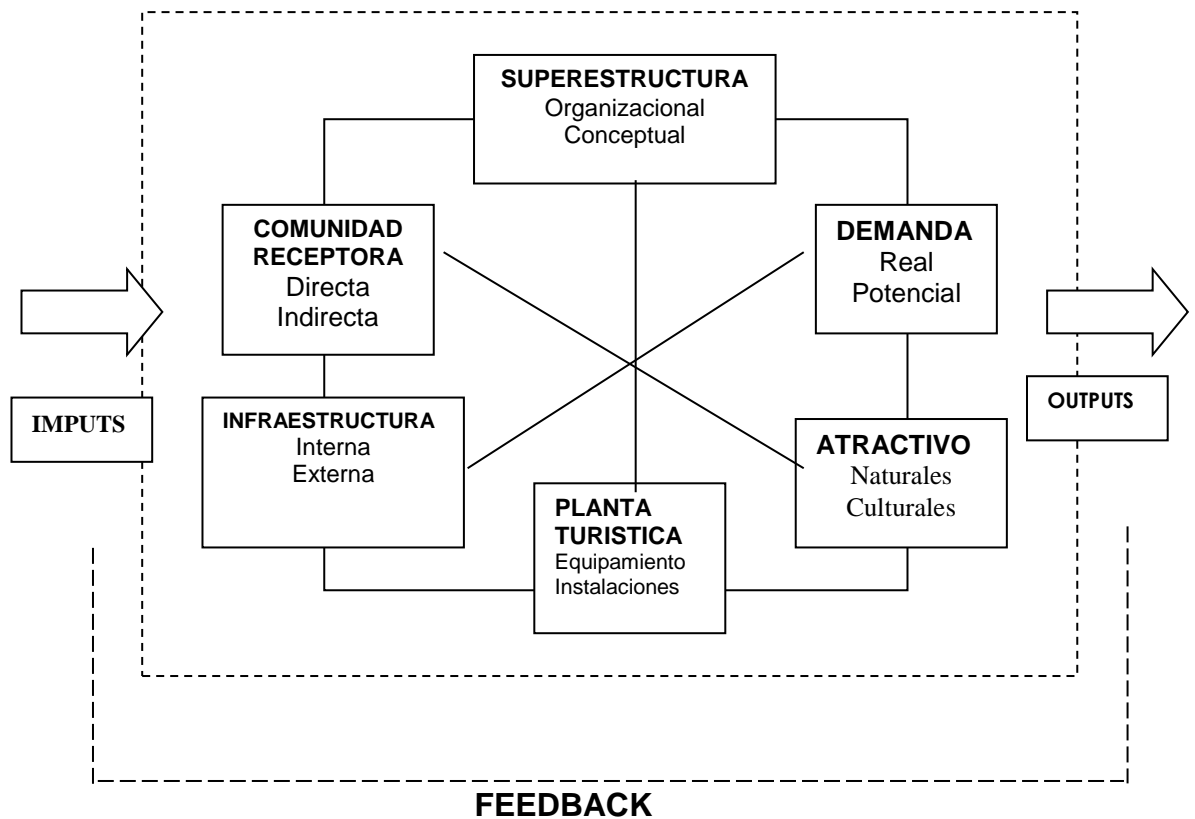 SUPERESTRUCTURA
Organizacional
Conceptual
COMUNIDAD
RECEPTORA
Directa
Indirecta
DEMANDA
Real
Potencial
IMPUTS
INFRAESTRUCTURA
Interna
Externa
PLANTA
TURISTICA
Equipamiento
Instalaciones
ATRACTIVO
Naturales
Culturales
OUTPUTS
FEEDBACK